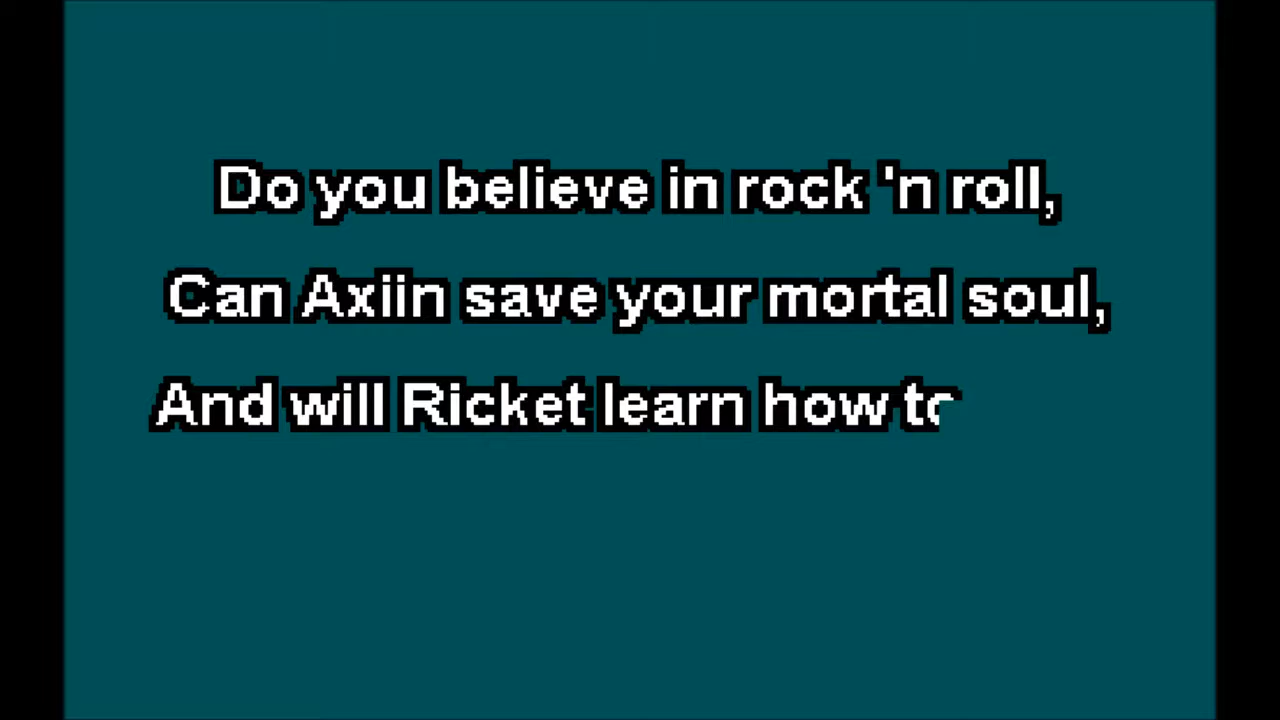 Do you believe in rock 'n roll,
Can Axiin save your mortal soul,
And will Ricket learn how to